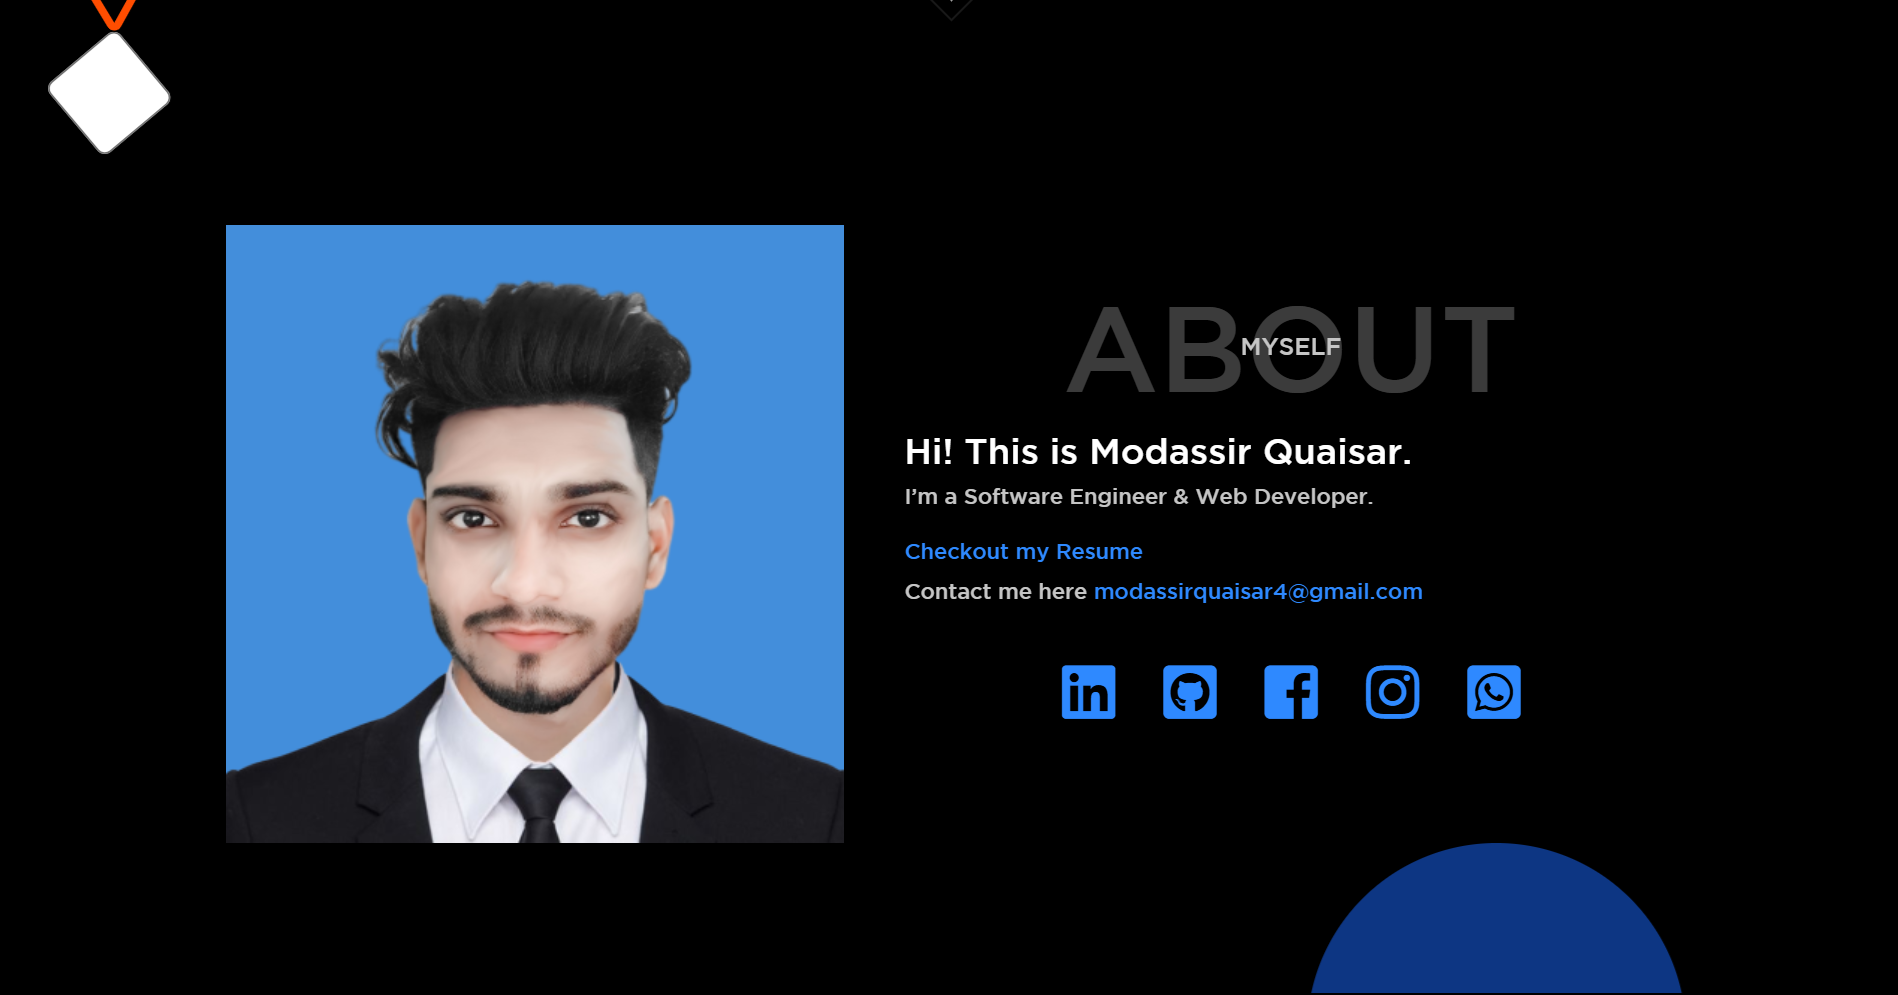 ABOUT
MYSELF
Hi! This is Modassir Quaisar.
I’m a Software Engineer & Web Developer.
Checkout my Resume
Contact me here modassirquaisar4@gmail.com
in